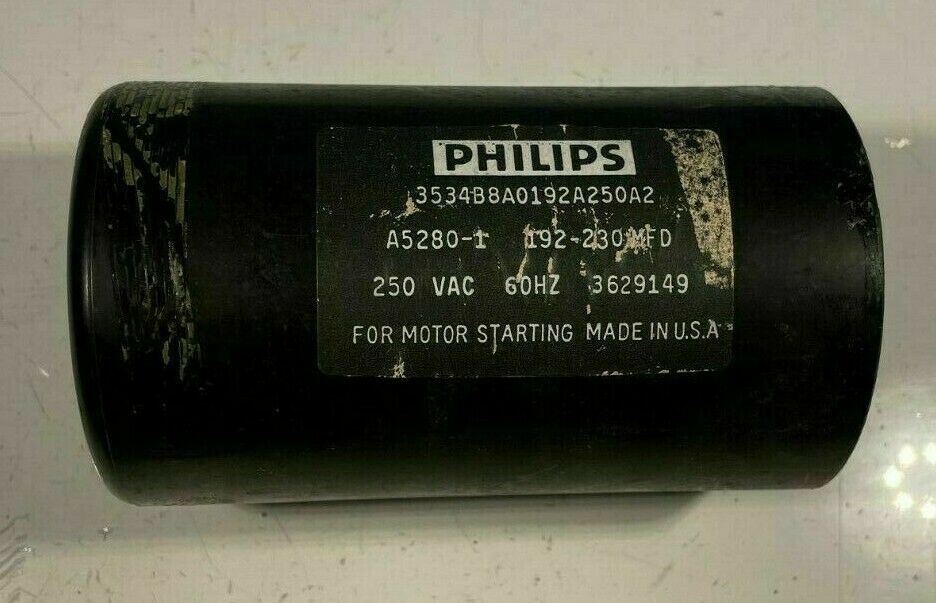 PHILIPS
3534B8A0192A250A2
A5280-1 192-230 MFD
250 VAC 60HZ 3629149
FOR MOTOR STARTING MADE IN U.S.A